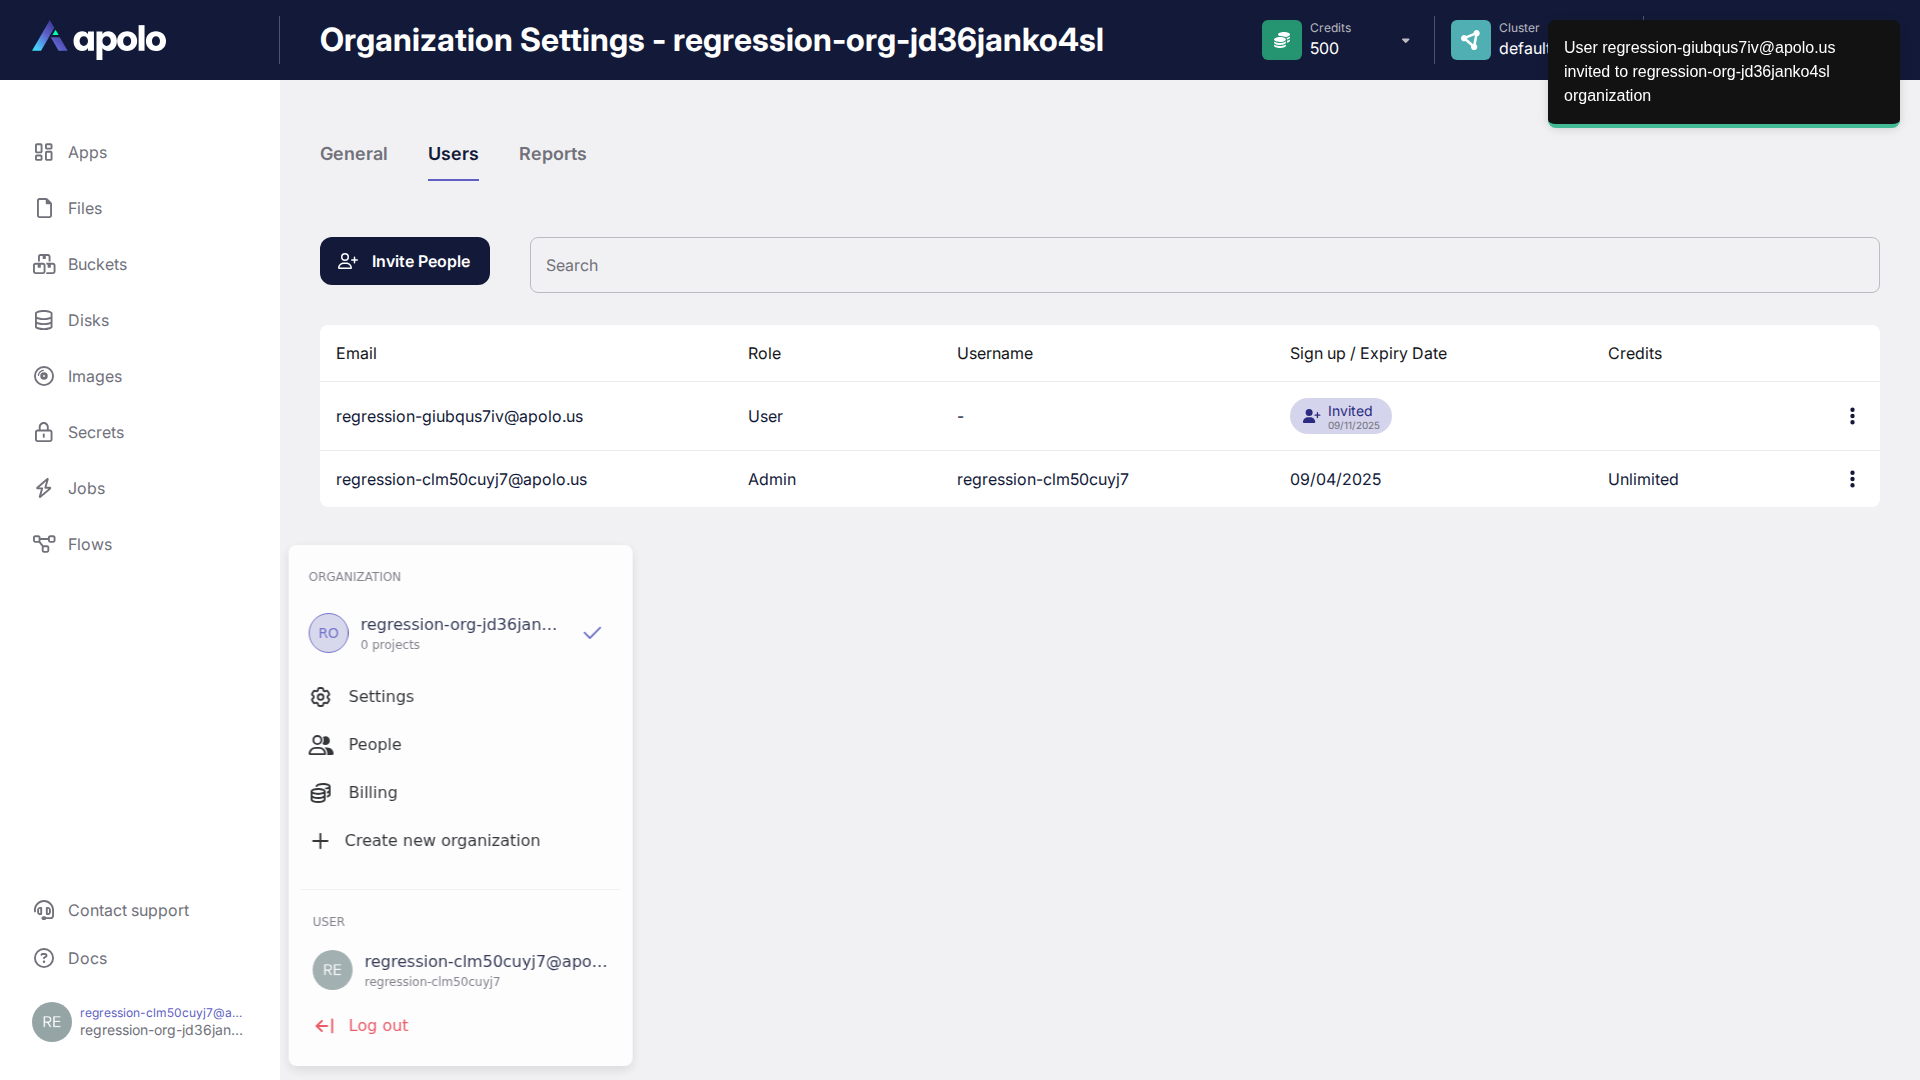 apolo
Organization Settings - regression-org-jd36janko4sl
Credits
500
Cluster
default
User regression-giubqus7iv@apolo.us
invited to regression-org-jd36janko4sl
organization
Apps
Files
Buckets
Disks
Images
Secrets
Jobs
Flows
Contact support
Docs
RE
regression-clm50cuyj7@a...
regression-org-jd36jan...
General
Users
Reports
Invite People
Search
Email
Role
Username
Sign up / Expiry Date
Credits
regression-giubqus7iv@apolo.us
User
-
Invited
09/11/2025
regression-clm50cuyj7@apolo.us
Admin
regression-clm50cuyj7
09/04/2025
Unlimited
ORGANIZATION
RO
regression-org-jd36jan...
0 projects
Settings
People
Billing
Create new organization
USER
RE
regression-clm50cuyj7@apo...
regression-clm50cuyj7
Log out